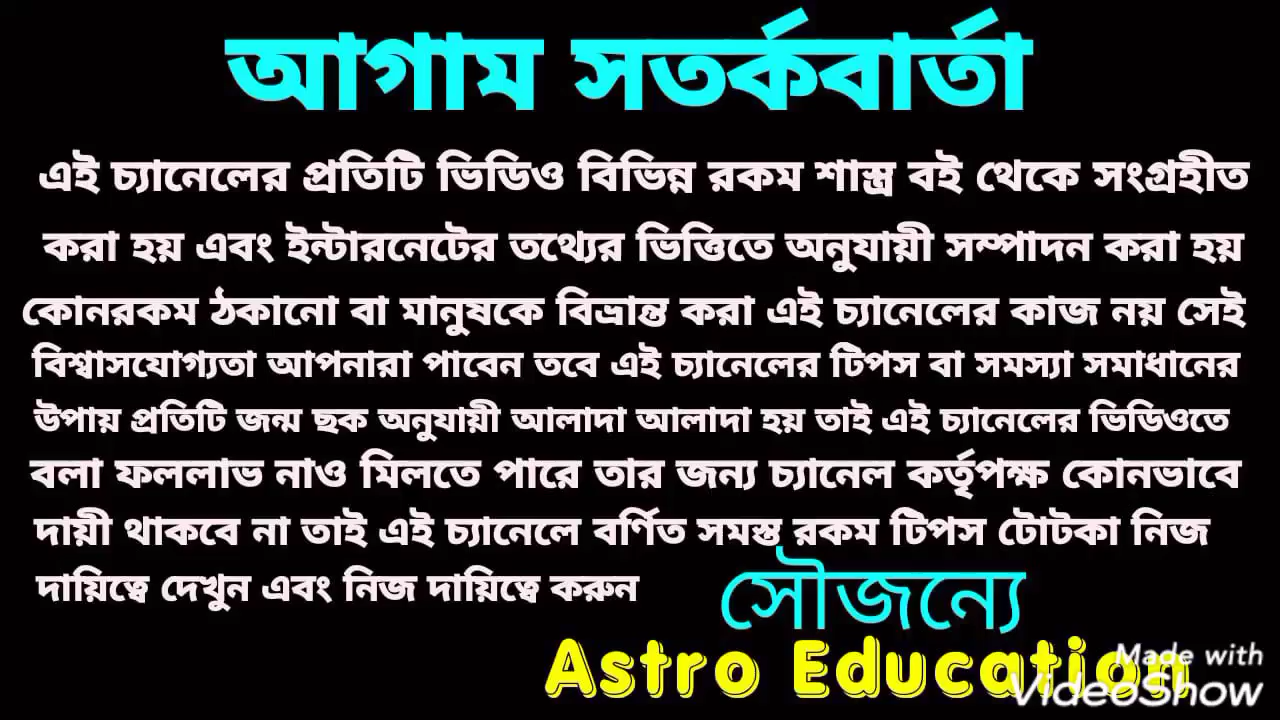 আগাম সতর্কবার্তা
এই চ্যানেলের প্রতিটি ভিডিও বিভিন্ন রকম শাস্ত্র বই থেকে সংগ্রহীত
করা হয় এবং ইন্টারনেটের তথ্যের ভিত্তিতে অনুযায়ী সম্পাদন করা হয়
কোনরকম ঠকানো বা মানুষকে বিভ্রান্ত করা এই চ্যানেলের কাজ নয় সেই
বিশ্বাসযোগ্যতা আপনারা পাবেন তবে এই চ্যানেলের টিপস বা সমস্যা সমাধানের
উপায় প্রতিটি জন্ম ছক অনুযায়ী আলাদা আলাদা হয় তাই এই চ্যানেলের ভিডিওতে
বলা ফললাভ নাও মিলতে পারে তার জন্য চ্যানেল কর্তৃপক্ষ কোনভাবে
দায়ী থাকবে না তাই এই চ্যানেলে বর্ণিত সমস্ত রকম টিপস টোটকা নিজ
দায়িত্বে দেখুন এবং নিজ দায়িত্বে করুন
সৌজন্যে
Astro Education
Made with
VideoShow